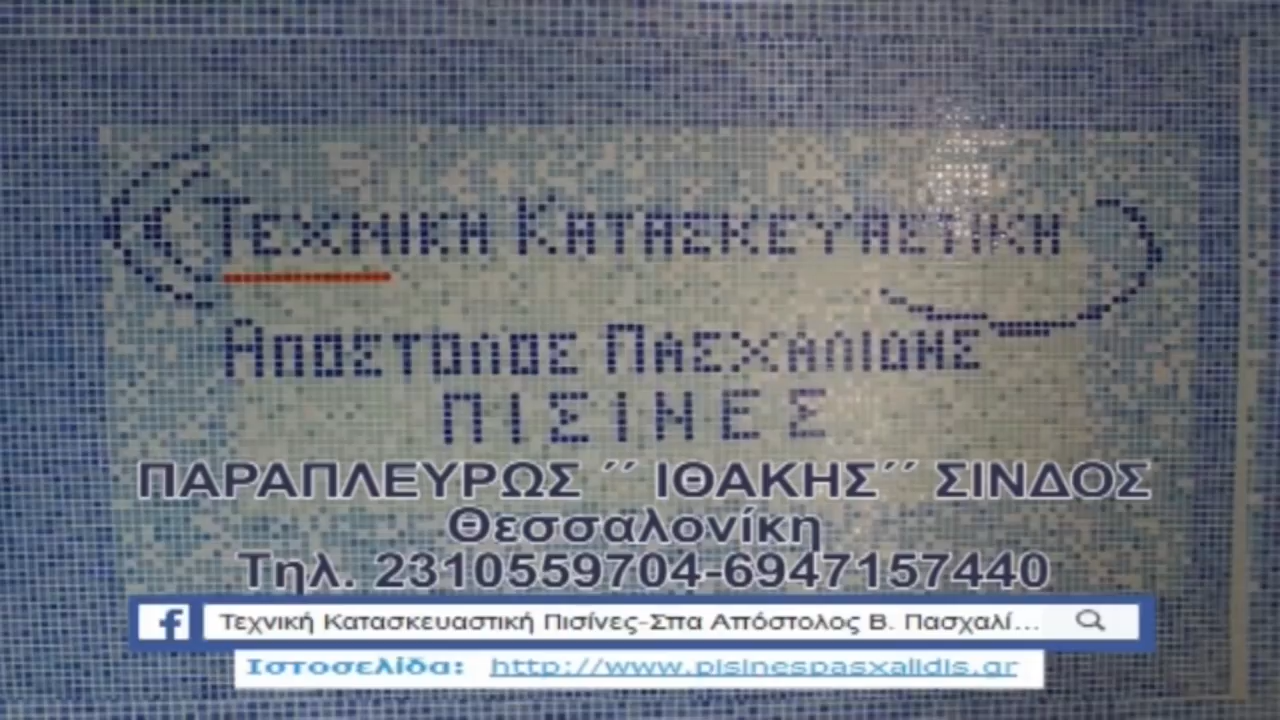 ΤΕΧΝΙΚΗ ΚΑΤΑΣΚΕΥΑΣΤΙΚΗ
ΑΠΟΣΤΟΛΟΣ ΠΑΣΧΑΛΙΔΗΣ
ΠΙΣΙΝΕΣ
ΠΑΡΑΠΛΕΥΡΩΣ ´´ ΙΘΑΚΗΣ´´ ΣΙΝΔΟΣ
Θεσσαλονίκη
Τηλ. 2310559704-6947157440
f Τεχνική Κατασκευαστική Πισίνες-Σπα Απόστολος Β. Πασχαλί...
Ιστοσελίδα: http://www.pisinespasxalidis.gr